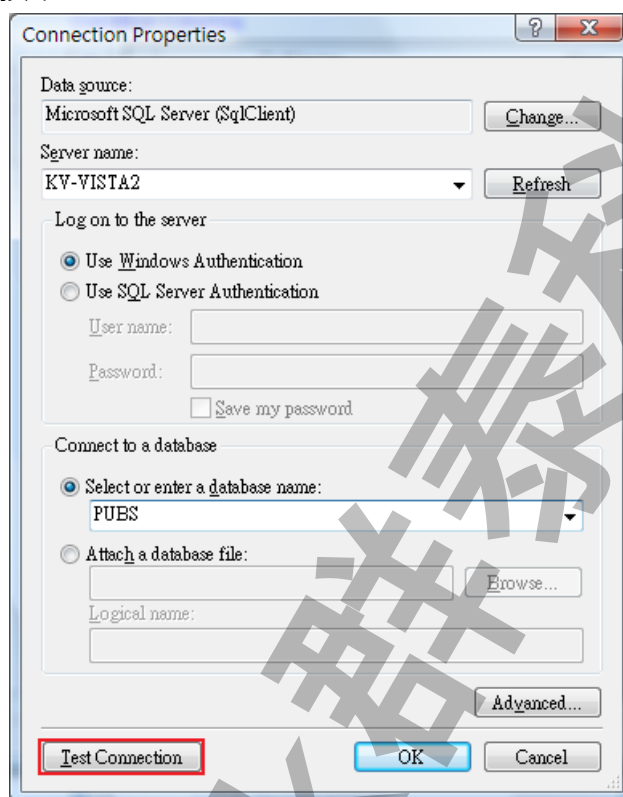 Connection Properties
Data source:
Microsoft SQL Server (SqlClient)
Change...
Server name:
KV-VISTA2
Refresh
Log on to the server
Use Windows Authentication
Use SQL Server Authentication
User name:
Password:
Save my password
Connect to a database
Select or enter a database name:
PUBS
Attach a database file:
Browse...
Logical name:
Advanced...
Test Connection
OK
Cancel